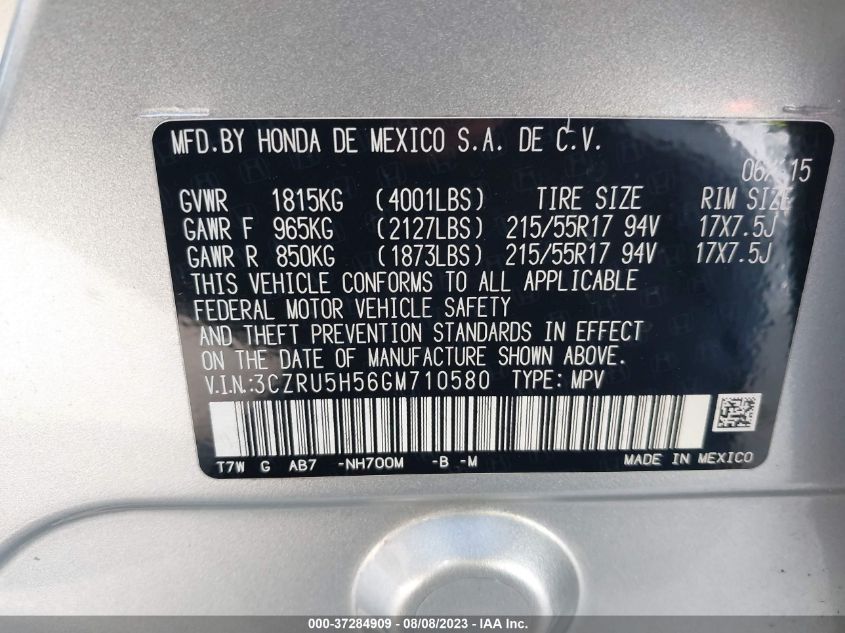 MFD.BY HONDA DE MEXICO S.A. DE C.V.
06/15
GVWR 1815KG (4001LBS) TIRE SIZE RIM SIZE
GAWR F 965KG (2127LBS) 215/55R17 94V 17X7.5J
GAWR R 850KG (1873LBS) 215/55R17 94V 17X7.5J
THIS VEHICLE CONFORMS TO ALL APPLICABLE
FEDERAL MOTOR VEHICLE SAFETY
AND THEFT PREVENTION STANDARDS IN EFFECT
ON THE DATE OF MANUFACTURE SHOWN ABOVE.
V.I.N.:3CZRU5H56GM710580 TYPE: MPV
T7W G AB7 -NH700M -B -M MADE IN MEXICO
000-37284909 - 08/08/2023 - IAA Inc.